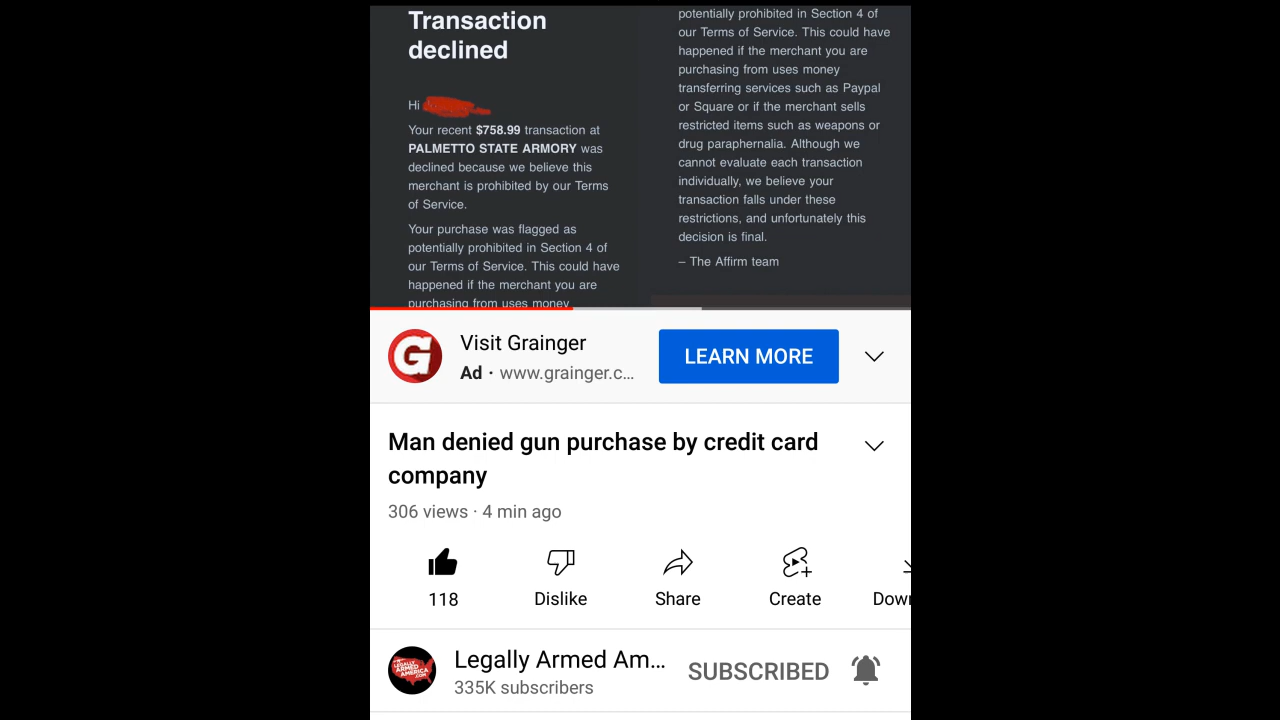 Transaction
declined
Hi
Your recent $758.99 transaction at
PALMETTO STATE ARMORY was
declined because we believe this
merchant is prohibited by our Terms
of Service.
Your purchase was flagged as
potentially prohibited in Section 4 of
our Terms of Service. This could have
happened if the merchant you are
purchasing from uses money
potentially prohibited in Section 4 of
our Terms of Service. This could have
happened if the merchant you are
purchasing from uses money
transferring services such as Paypal
or Square or if the merchant sells
restricted items such as weapons or
drug paraphernalia. Although we
cannot evaluate each transaction
individually, we believe your
transaction falls under these
restrictions, and unfortunately this
decision is final.
– The Affirm team
G
Visit Grainger
Ad · www.grainger.c...
LEARN MORE
Man denied gun purchase by credit card
company
306 views · 4 min ago
118
Dislike
Share
Create
Dow
LEGALLY
ARMED
AMERICA
.COM
Legally Armed Am...
335K subscribers
SUBSCRIBED